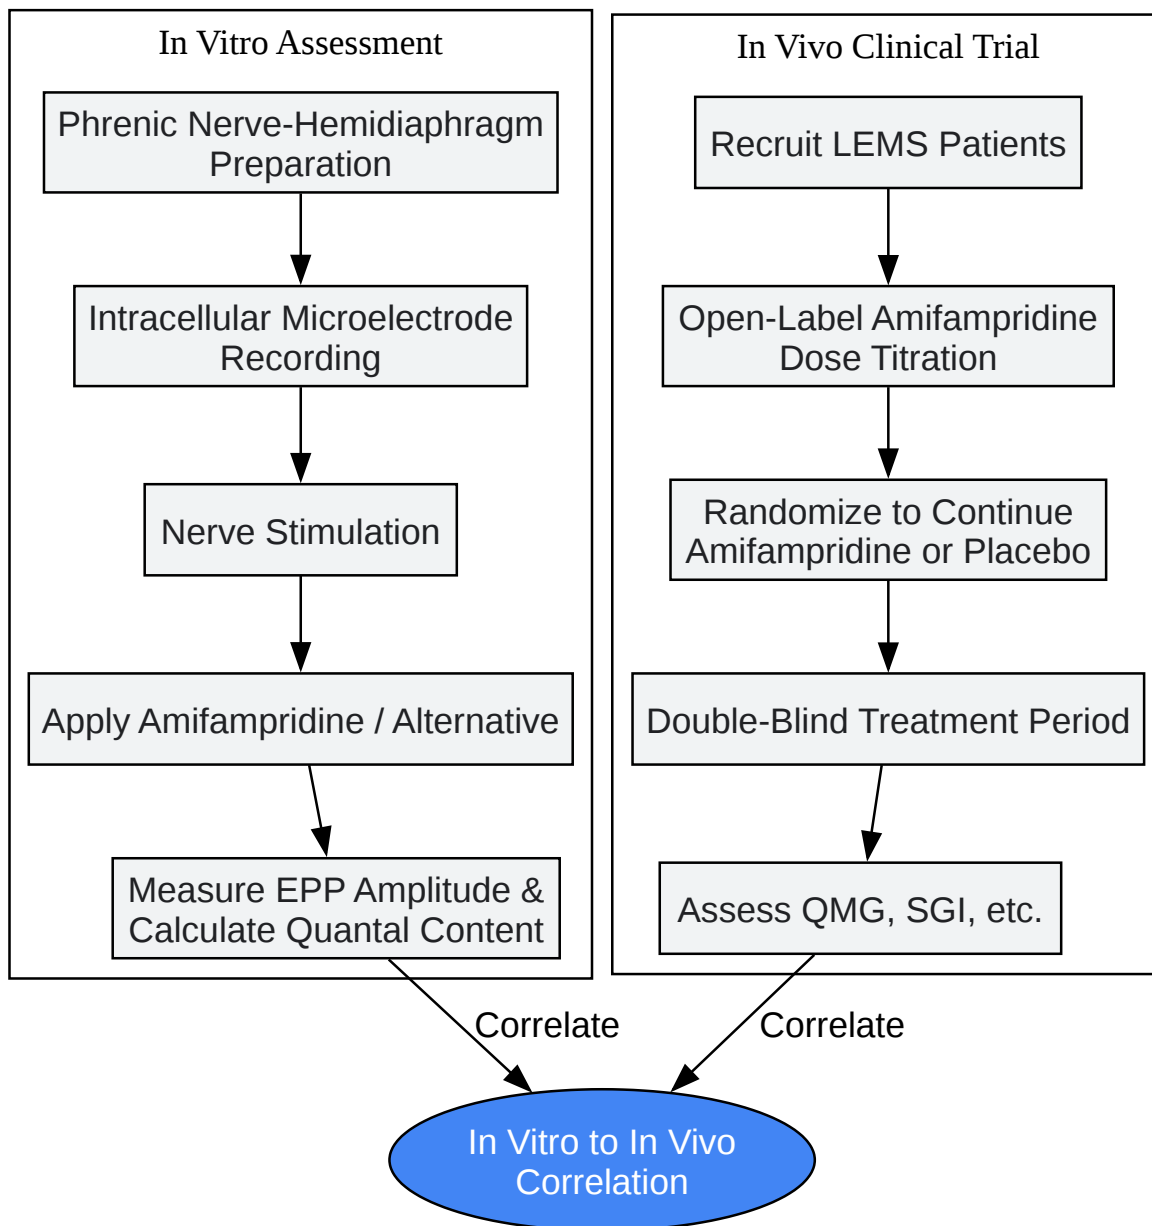 In Vitro Assessment
Phrenic Nerve-Hemidiaphragm
Preparation
Intracellular Microelectrode
Recording
Nerve Stimulation
Apply Amifampridine / Alternative
Measure EPP Amplitude &
Calculate Quantal Content
In Vivo Clinical Trial
Recruit LEMS Patients
Open-Label Amifampridine
Dose Titration
Randomize to Continue
Amifampridine or Placebo
Double-Blind Treatment Period
Assess QMG, SGI, etc.
Correlate
Correlate
In Vitro to In Vivo
Correlation